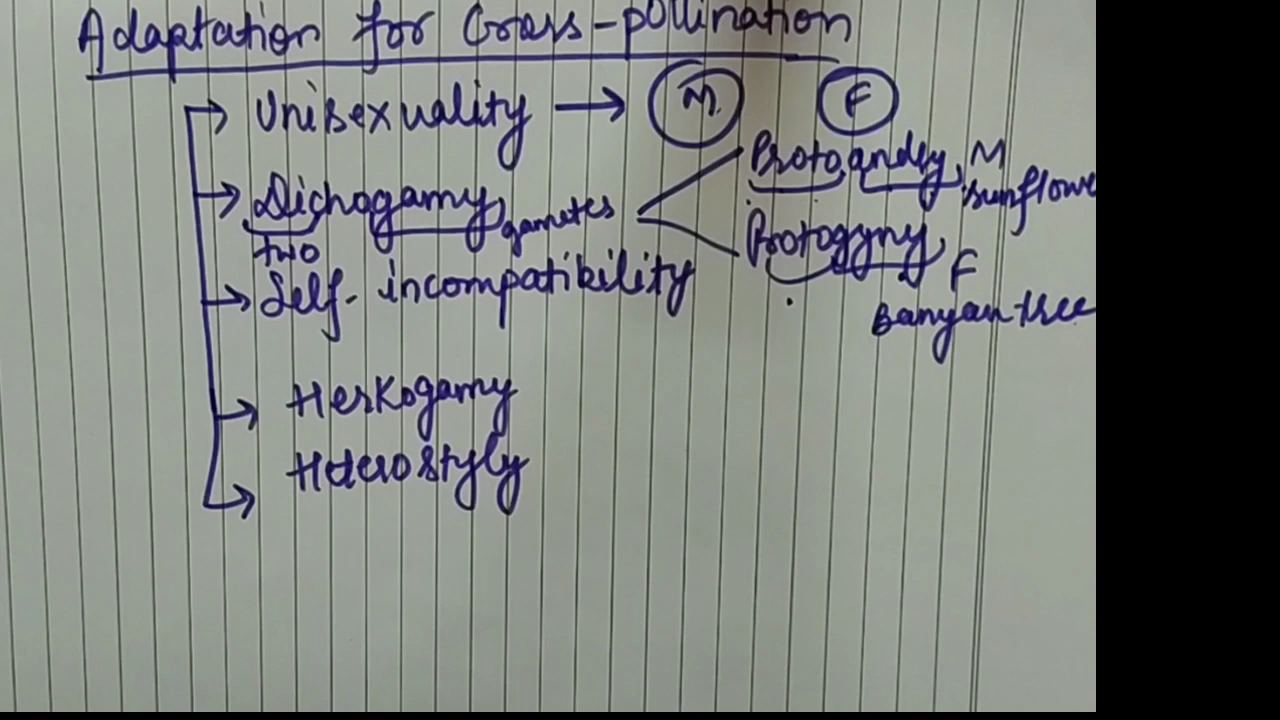 Adaptation for Cross-pollination
Unisexuality → M F
Dichogamy gametes
two
Protoandry M
Sunflowe
Protogyny F
Banyan tree
Self-incompatibility
Herkogamy
Heterostyly